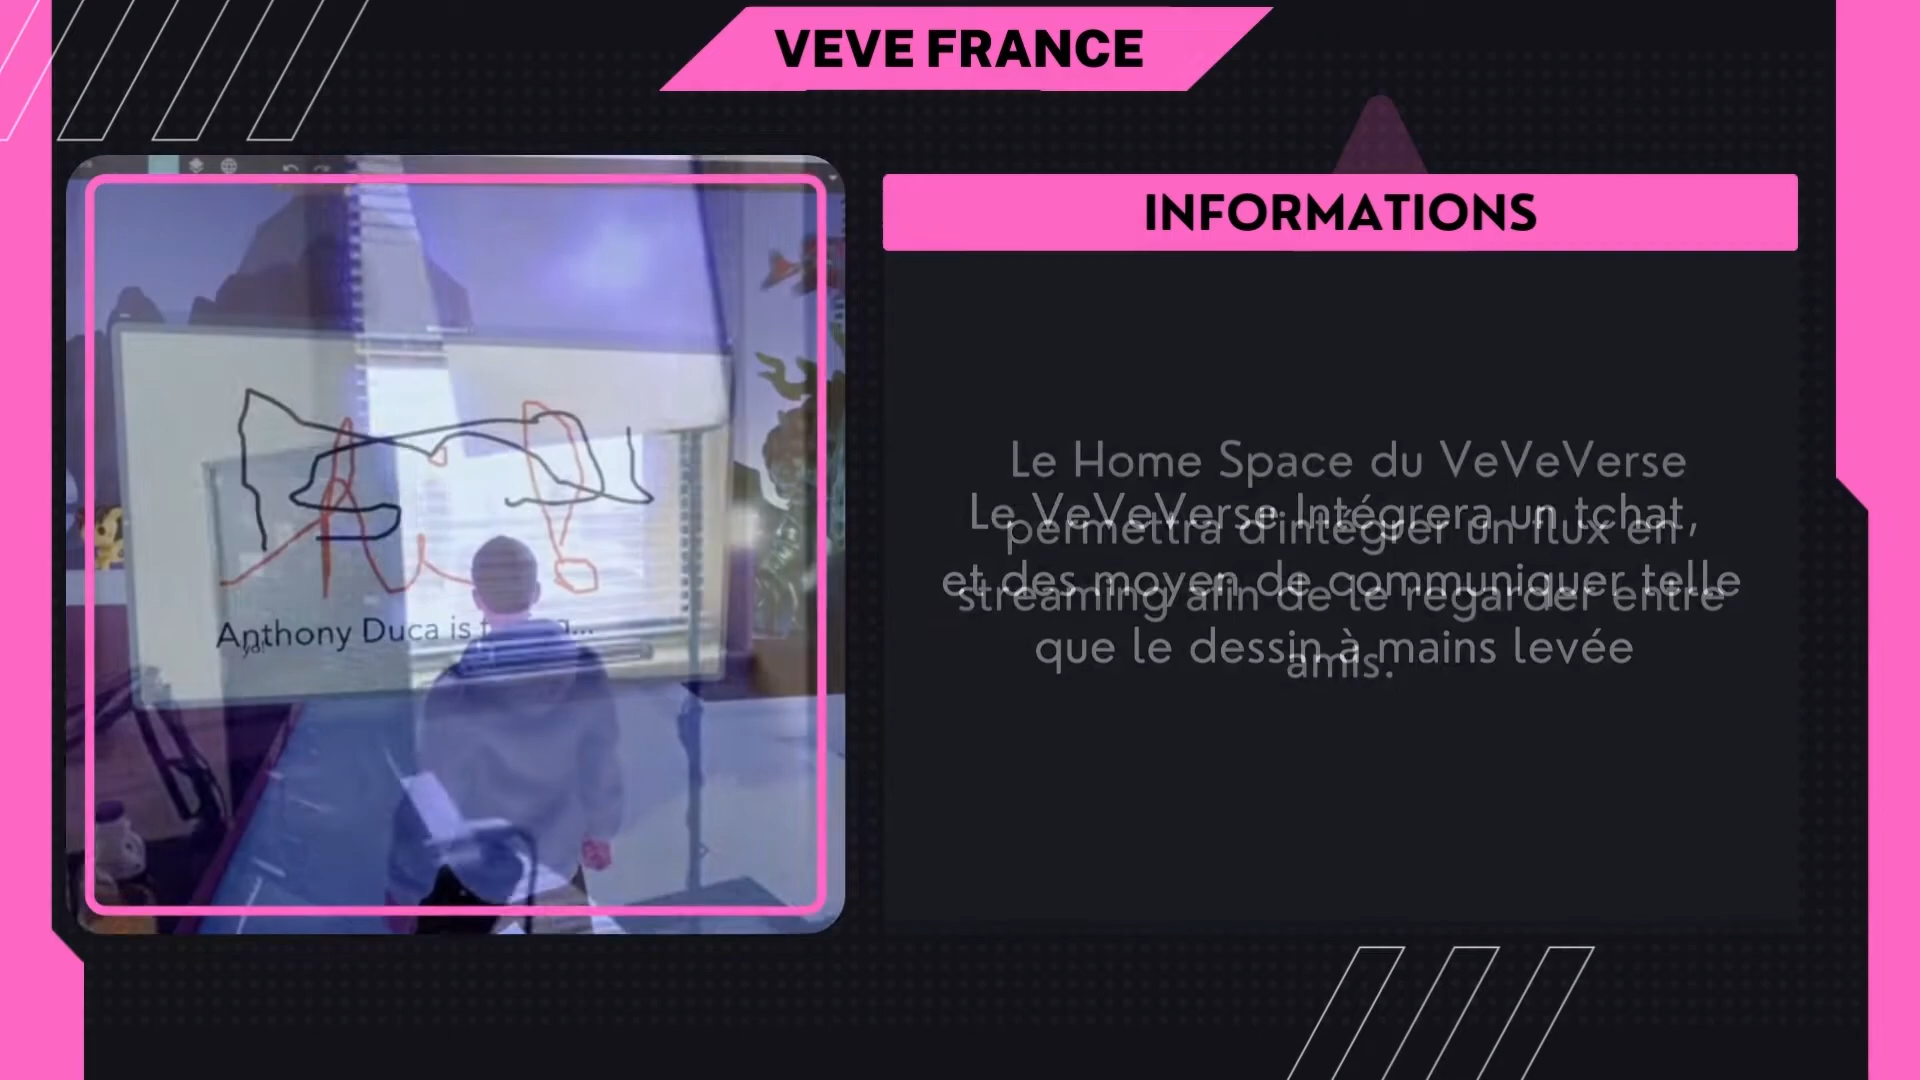 VEVE FRANCE
INFORMATIONS
Le Home Space du VeVeVerse
permettra d'intégrer un flux en
streaming afin de le regarder entre
amis.
Le VeVeVerse Intégrera un tchat,
et des moyen de communiquer telle
que le dessin à mains levée
Anthony Duca is
yo!